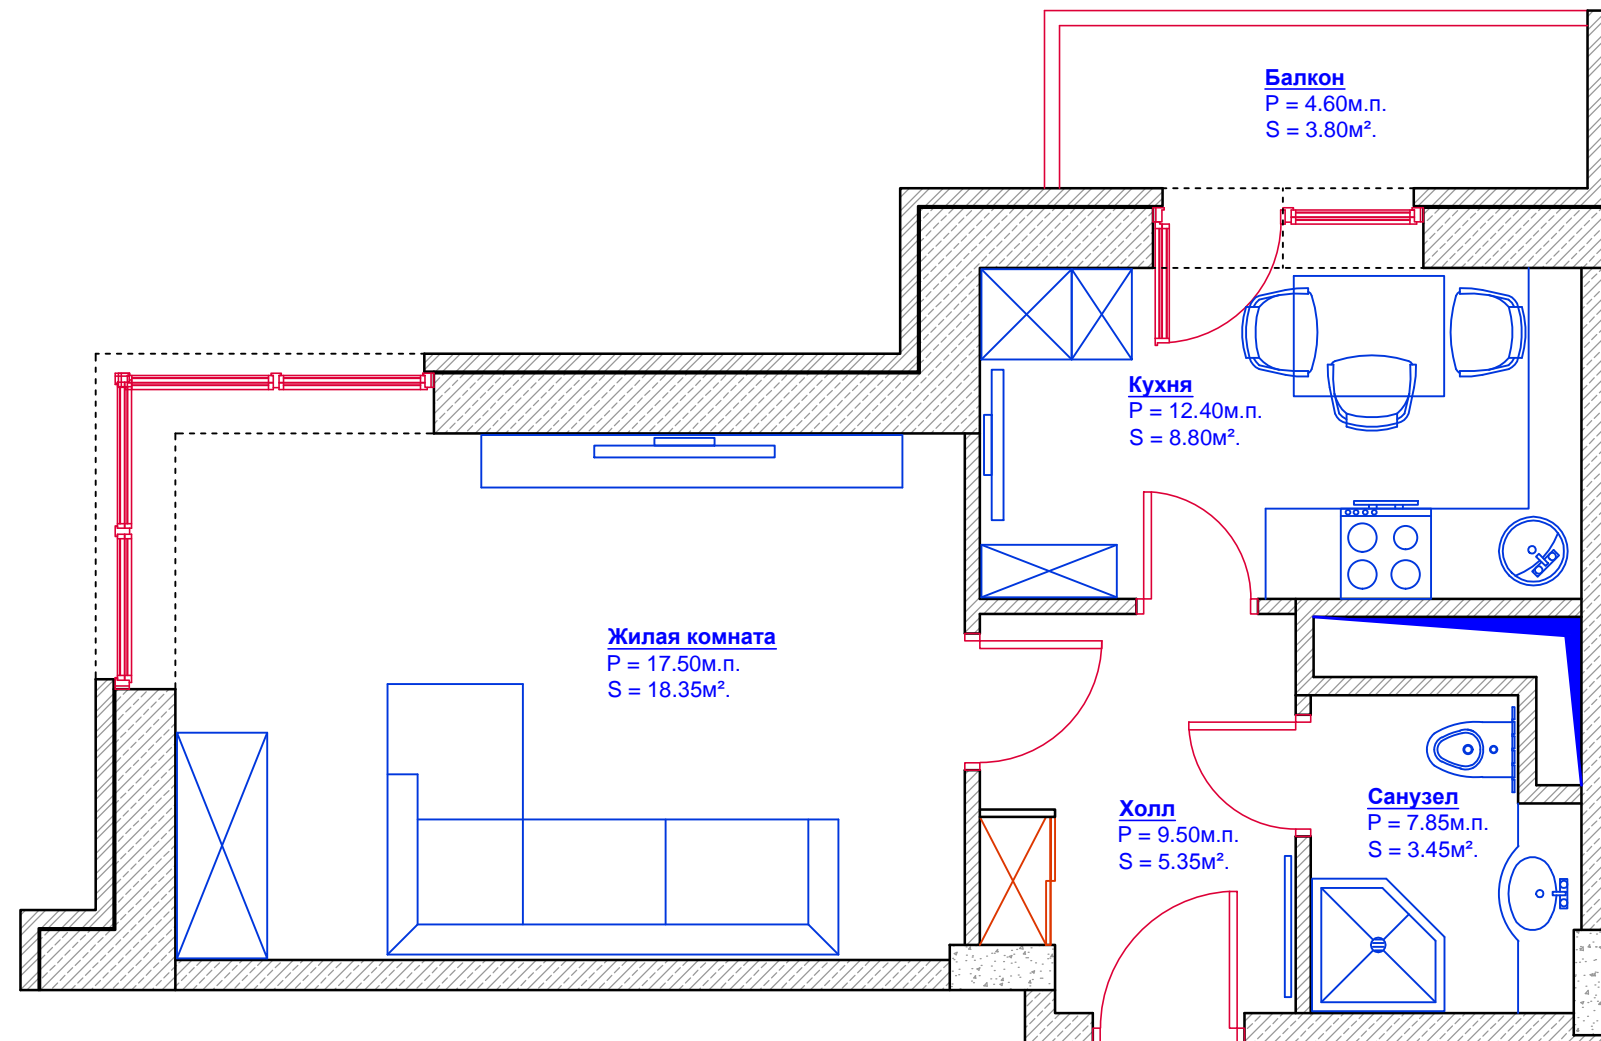 Балкон
P = 4.60м.п.
S = 3.80м².
Кухня
P = 12.40м.п.
S = 8.80м².
Жилая комната
P = 17.50м.п.
S = 18.35м².
Холл
P = 9.50м.п.
S = 5.35м².
Санузел
P = 7.85м.п.
S = 3.45м².